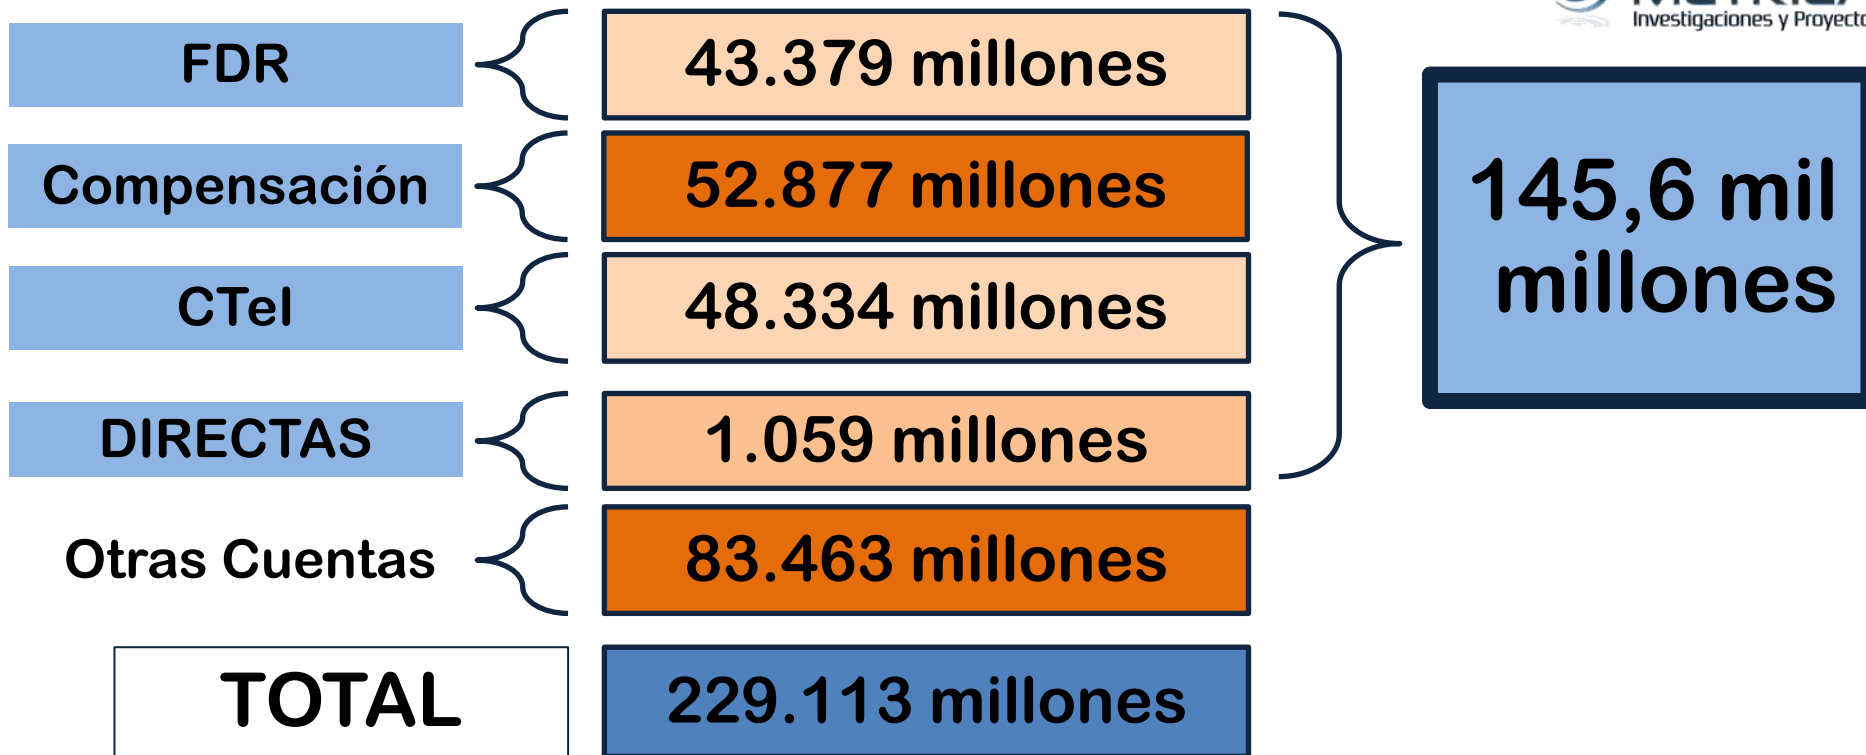 Investigaciones y Proyecto
FDR
43.379 millones
Compensación
52.877 millones
CTeI
48.334 millones
DIRECTAS
1.059 millones
145,6 mil
millones
Otras Cuentas
83.463 millones
TOTAL
229.113 millones